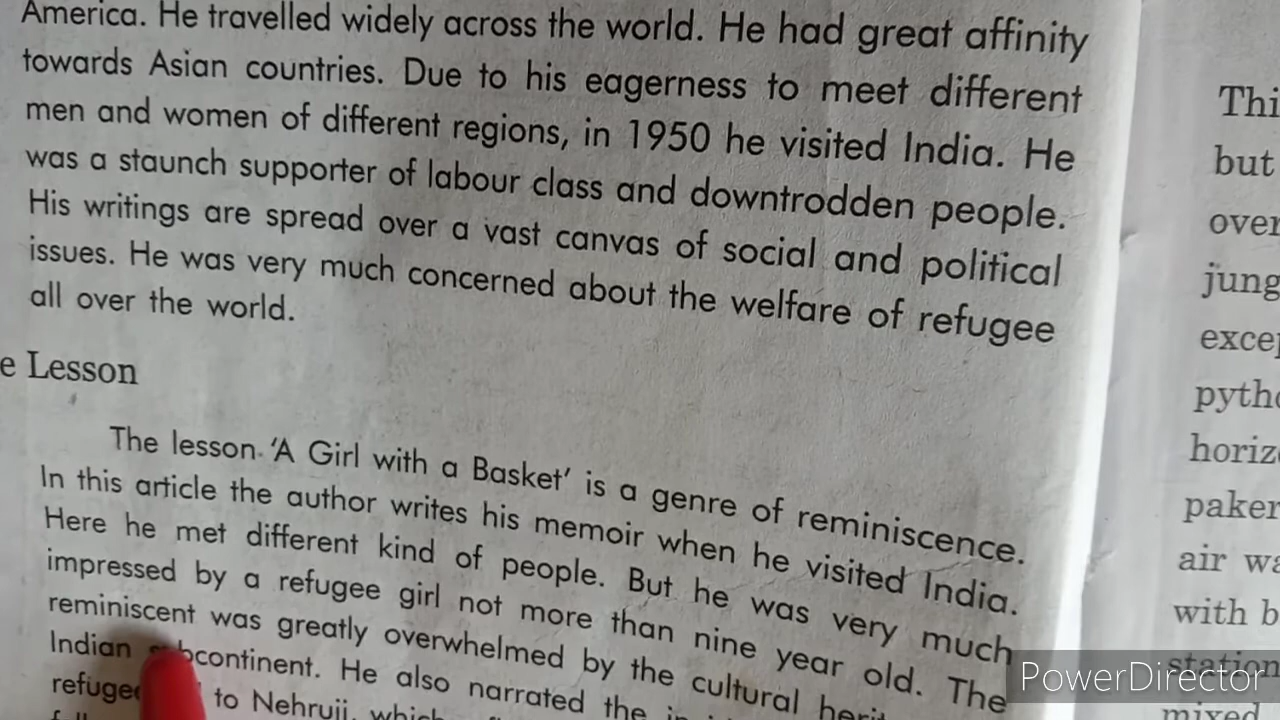 America. He travelled widely across the world. He had great affinity
towards Asian countries. Due to his eagerness to meet different
men and women of different regions, in 1950 he visited India. He
was a staunch supporter of labour class and downtrodden people.
His writings are spread over a vast canvas of social and political
issues. He was very much concerned about the welfare of refugee
all over the world.
e Lesson
The lesson 'A Girl with a Basket' is a genre of reminiscence.
In this article the author writes his memoir when he visited India.
Here he met different kind of people. But he was very much
impressed by a refugee girl not more than nine year old. The
reminiscent was greatly overwhelmed by the cultural
Indian subcontinent. He also narrated the
to Nehruji,
Thi
but
over
jung
excep
pytho
horiz
paker
air wa
with b
station
mixed
PowerDirector